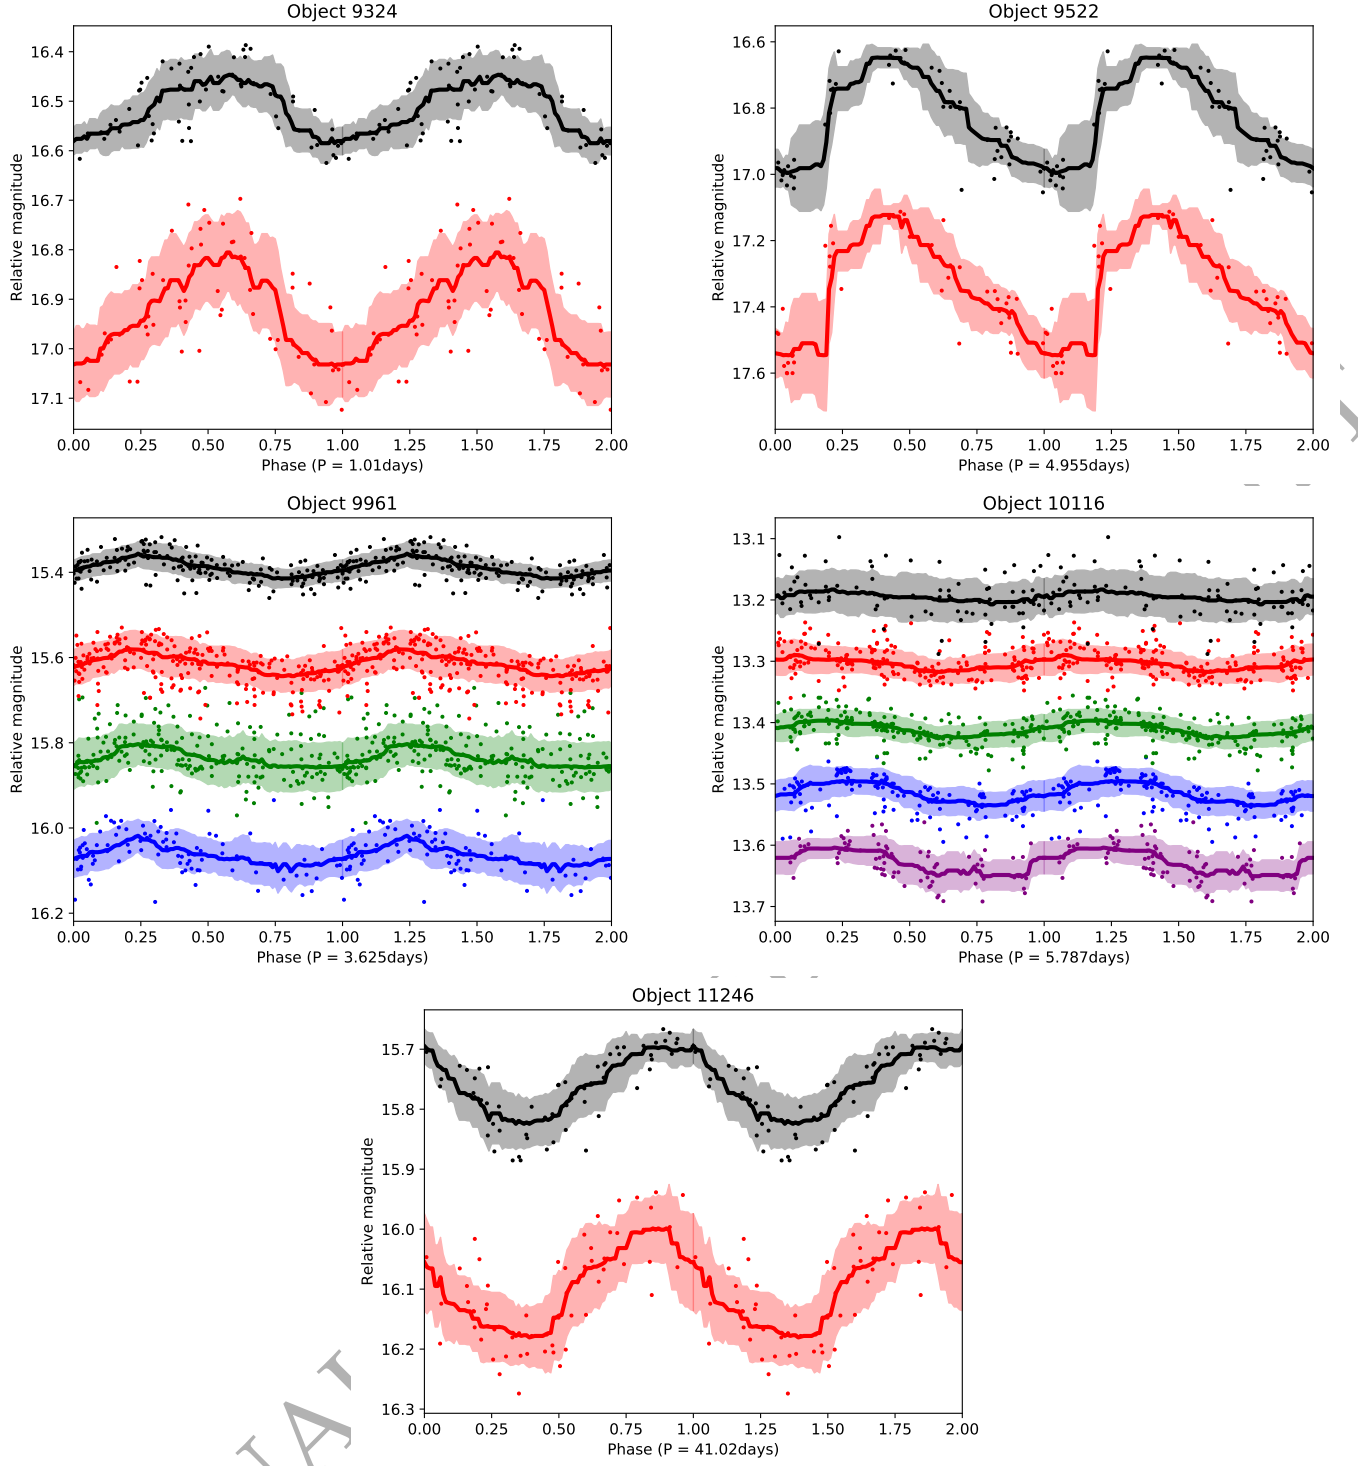 Object 9324
16.4
16.5
16.6
16.7
16.8
16.9
17.0
17.1
Relative magnitude
0.00 0.25 0.50 0.75 1.00 1.25 1.50 1.75 2.00
Phase (P = 1.01days)
Object 9522
16.6
16.8
17.0
17.2
17.4
17.6
Relative magnitude
0.00 0.25 0.50 0.75 1.00 1.25 1.50 1.75 2.00
Phase (P = 4.955days)
Object 9961
15.4
15.6
15.8
16.0
16.2
Relative magnitude
0.00 0.25 0.50 0.75 1.00 1.25 1.50 1.75 2.00
Phase (P = 3.625days)
Object 10116
13.1
13.2
13.3
13.4
13.5
13.6
13.7
Relative magnitude
0.00 0.25 0.50 0.75 1.00 1.25 1.50 1.75 2.00
Phase (P = 5.787days)
Object 11246
15.7
15.8
15.9
16.0
16.1
16.2
16.3
Relative magnitude
0.00 0.25 0.50 0.75 1.00 1.25 1.50 1.75 2.00
Phase (P = 41.02days)